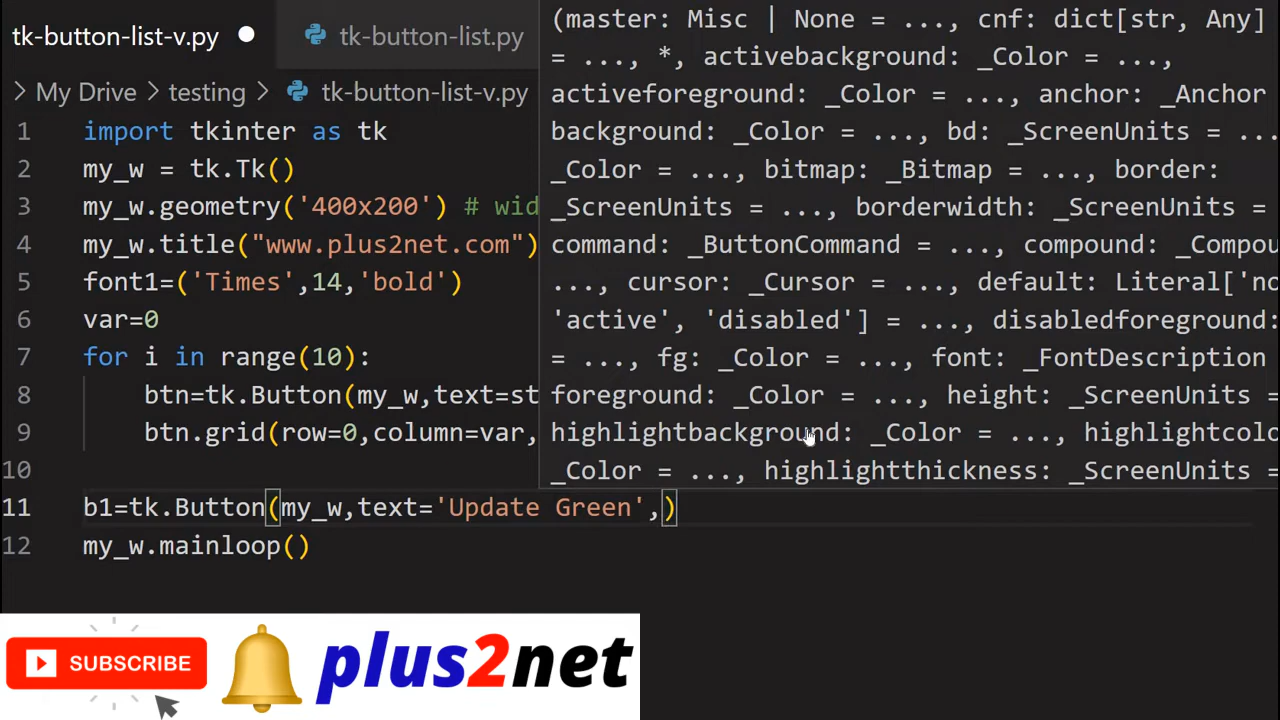 tk-button-list-v.py
tk-button-list.py
> My Drive > testing > tk-button-list-v.py
1 import tkinter as tk
2 my_w = tk.Tk()
3 my_w.geometry('400x200') # wid
4 my_w.title("www.plus2net.com")
5 font1=('Times',14,'bold')
6 var=0
7 for i in range(10):
8 btn=tk.Button(my_w,text=st
9 btn.grid(row=0,column=var,
10
11 b1=tk.Button(my_w,text='Update Green',)
12 my_w.mainloop()
(master: Misc | None = ..., cnf: dict[str, Any]
= ..., *, activebackground: _Color = ...,
activeforeground: _Color = ..., anchor: _Anchor
background: _Color = ..., bd: _ScreenUnits = ...
_Color = ..., bitmap: _Bitmap = ..., border:
_ScreenUnits = ..., borderwidth: _ScreenUnits =
command: _ButtonCommand = ..., compound: _Compou
..., cursor: _Cursor = ..., default: Literal['no
'active', 'disabled'] = ..., disabledforeground:
= ..., fg: _Color = ..., font: _FontDescription
foreground: _Color = ..., height: _ScreenUnits =
highlightbackground: _Color = ..., highlightcolo
_Color = ..., highlightthickness: _ScreenUnits =
SUBSCRIBE
plus2net